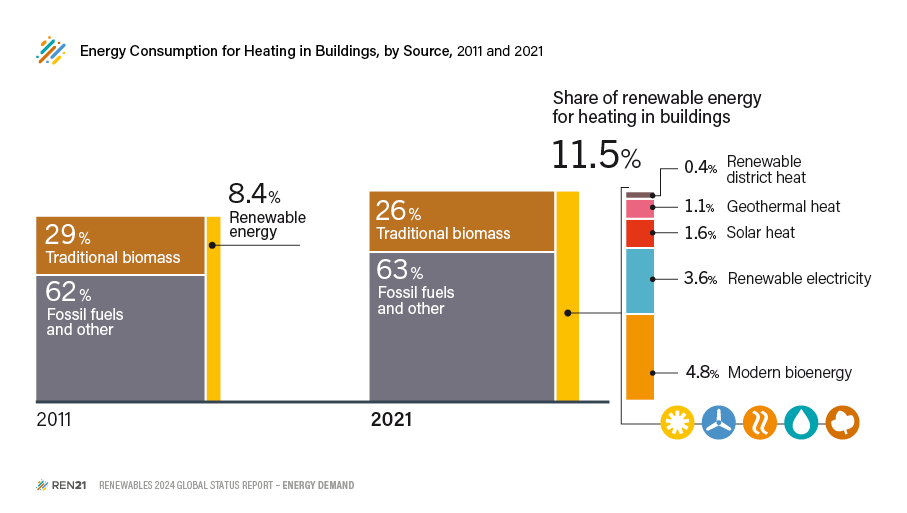 Energy Consumption for Heating in Buildings, by Source, 2011 and 2021
Share of renewable energy
for heating in buildings
11.5%
8.4%
Renewable
energy
29%
Traditional biomass
62%
Fossil fuels
and other
26%
Traditional biomass
63%
Fossil fuels
and other
0.4% Renewable
district heat
1.1% Geothermal heat
1.6% Solar heat
3.6% Renewable electricity
4.8% Modern bioenergy
2011
2021
REN21 RENEWABLES 2024 GLOBAL STATUS REPORT – ENERGY DEMAND